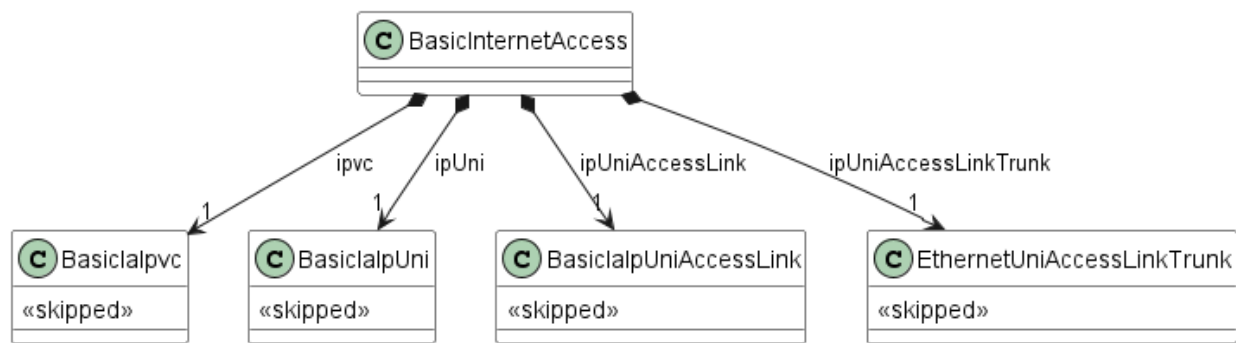 C BasicInternetAccess
ipvc
ipUni
ipUniAccessLink
ipUniAccessLinkTrunk
1
1
1
1
C BasicIaIpvc
C BasicIaIpUni
C BasicIaIpUniAccessLink
C EthernetUniAccessLinkTrunk
«skipped»
«skipped»
«skipped»
«skipped»